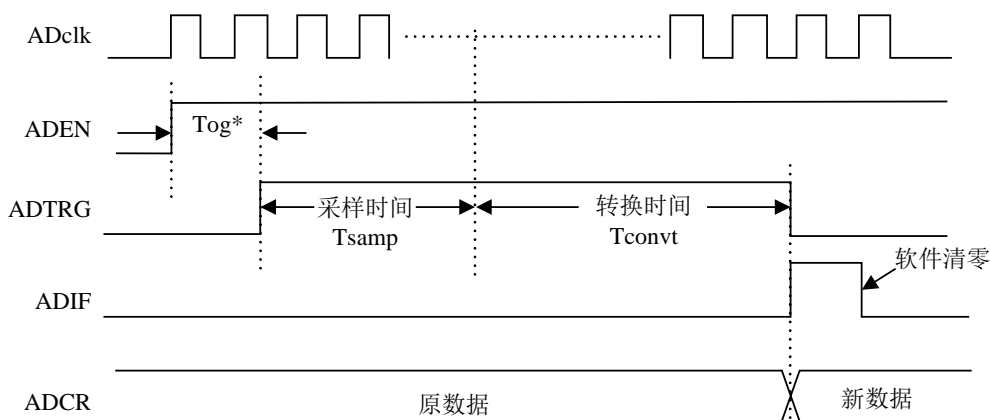 ADclk
ADEN
Tog*
ADTRG
采样时间
Tsamp
转换时间
Tconvt
软件清零
ADIF
ADCR
原数据
新数据